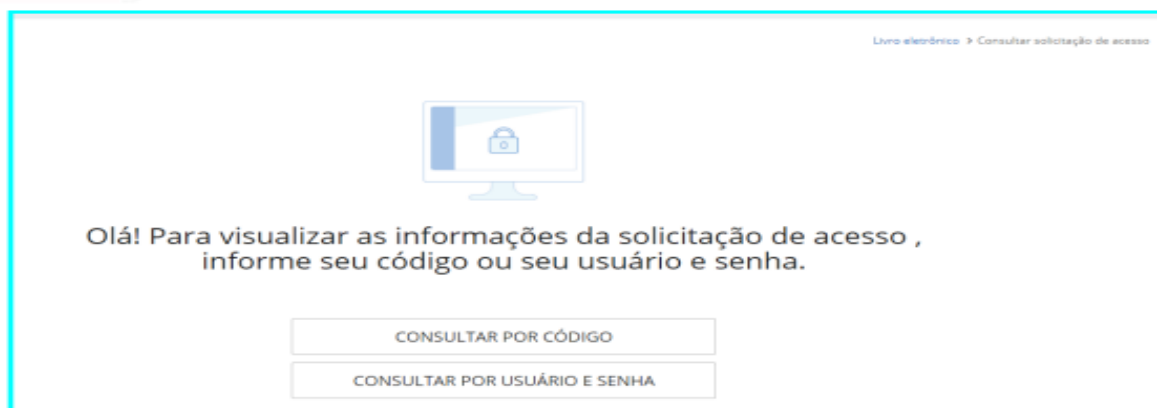 Livro eletrônico > Consultar solicitação de acesso
Olá! Para visualizar as informações da solicitação de acesso ,
informe seu código ou seu usuário e senha.
CONSULTAR POR CÓDIGO
CONSULTAR POR USUÁRIO E SENHA